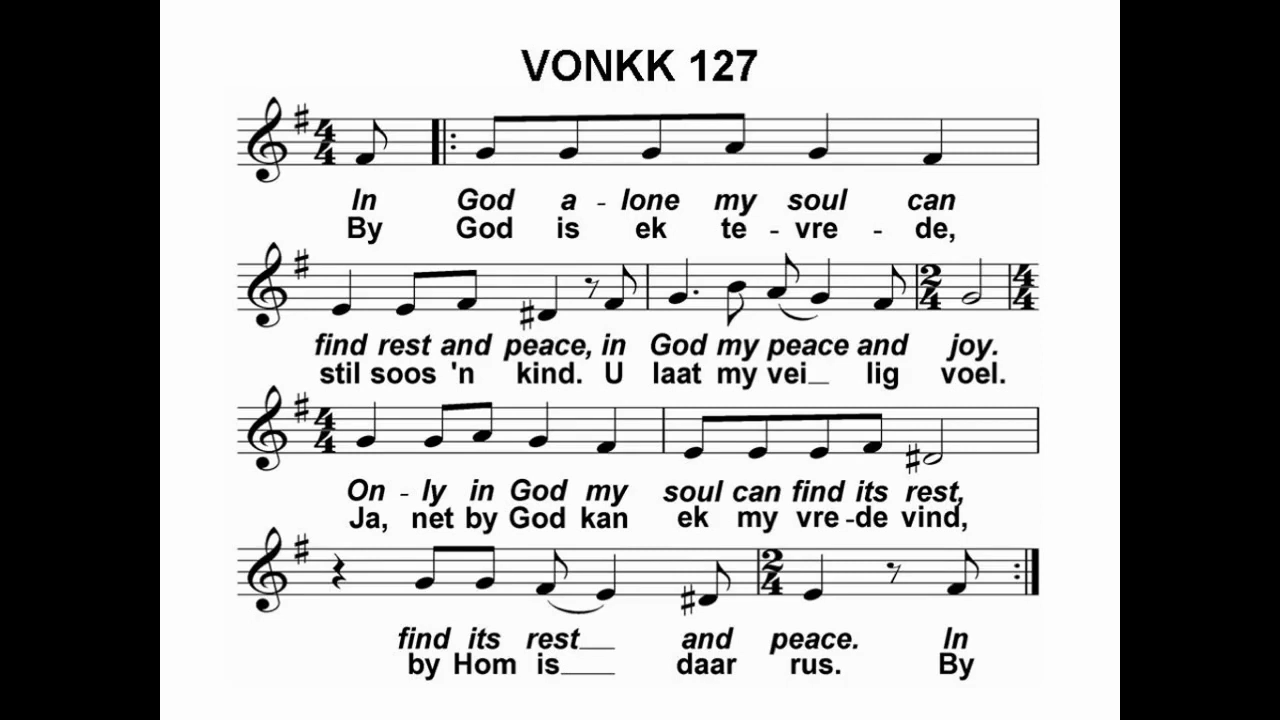 VONKK 127
In God a - lone my soul can
By God is ek te - vre - de,
find rest and peace, in God my peace and joy.
stil soos 'n kind. U laat my vei_ lig voel.
On - ly in God my soul can find its rest,
Ja, net by God kan ek my vre - de vind,
find its rest___ and peace. In
by Hom is___ daar rus. By